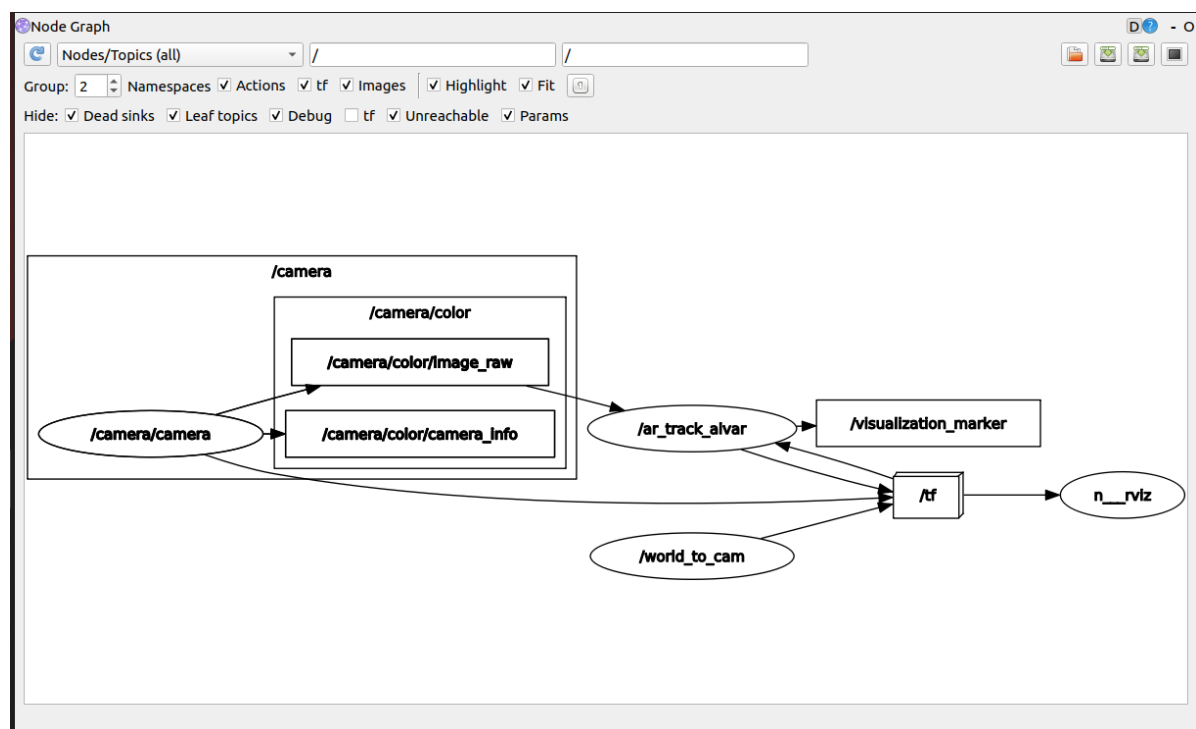 Node Graph
D ? - O
Nodes/Topics (all) / /
Group: 2 Namespaces Actions tf Images Highlight Fit
Hide: Dead sinks Leaf topics Debug tf Unreachable Params
/camera
/camera/color
/camera/color/image_raw
/camera/camera
/camera/color/camera_info
/ar_track_alvar
/visualization_marker
/tf
n__rviz
/world_to_cam